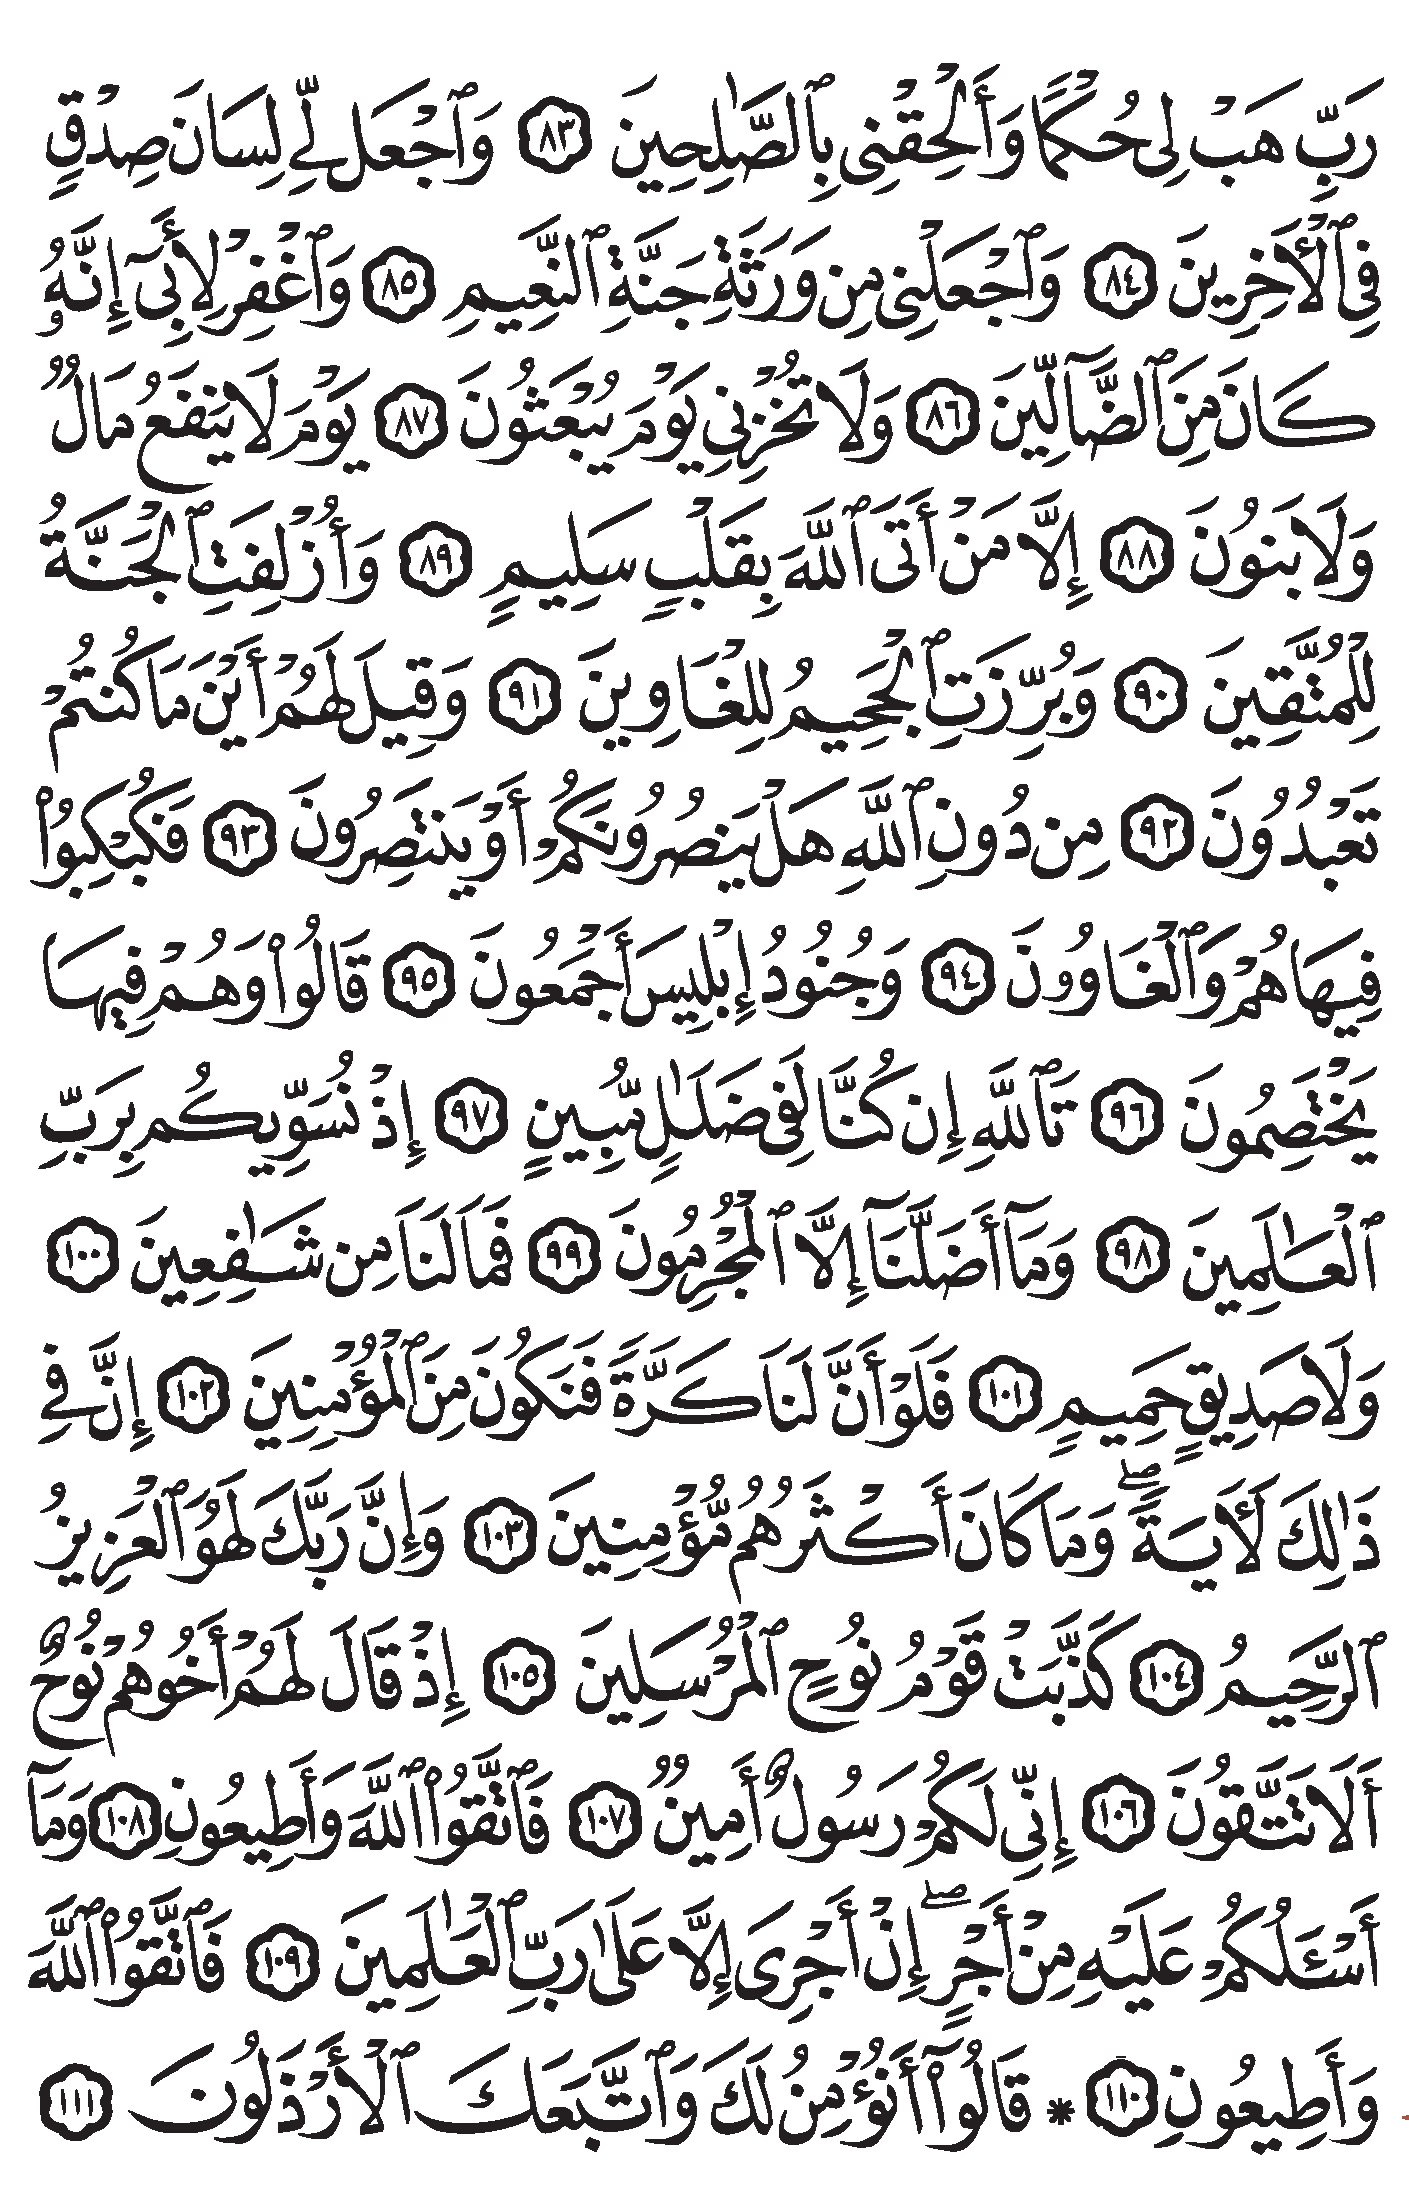 رَبِّ هَبْ لِي حُكْمًا وَأَلْحِقْنِي بِٱلصَّٰلِحِينَ ٨٣ وَٱجْعَل لِّي لِسَانَ صِدْقٍ
فِي ٱلْأَخِرِينَ ٨٤ وَٱجْعَلْنِي مِن وَرَثَةِ جَنَّةِ ٱلنَّعِيمِ ٨٥ وَٱغْفِرْ لِأَبِيٓ إِنَّهُۥ
كَانَ مِنَ ٱلضَّآلِّينَ ٨٦ وَلَا تُخْزِنِي يَوْمَ يُبْعَثُونَ ٨٧ يَوْمَ لَا يَنفَعُ مَالٌ
وَلَا بَنُونَ ٨٨ إِلَّا مَنْ أَتَى ٱللَّهَ بِقَلْبٍ سَلِيمٍ ٨٩ وَأُزْلِفَتِ ٱلْجَنَّةُ
لِلْمُتَّقِينَ ٩٠ وَبُرِّزَتِ ٱلْجَحِيمُ لِلْغَاوِينَ ٩١ وَقِيلَ لَهُمْ أَيْنَ مَا كُنتُمْ
تَعْبُدُونَ ٩٢ مِن دُونِ ٱللَّهِ هَلْ يَنصُرُونَكُمْ أَوْ يَنتَصِرُونَ ٩٣ فَكُبْكِبُوا۟
فِيهَا هُمْ وَٱلْغَاوُۥنَ ٩٤ وَجُنُودُ إِبْلِيسَ أَجْمَعُونَ ٩٥ قَالُوا۟ وَهُمْ فِيهَا
يَخْتَصِمُونَ ٩٦ تَٱللَّهِ إِن كُنَّا لَفِي ضَلَٰلٍ مُّبِينٍ ٩٧ إِذْ نُسَوِّيكُم بِرَبِّ
ٱلْعَٰلَمِينَ ٩٨ وَمَآ أَضَلَّنَآ إِلَّا ٱلْمُجْرِمُونَ ٩٩ فَمَا لَنَا مِن شَٰفِعِينَ ١٠٠
وَلَا صَدِيقٍ حَمِيمٍ ١٠١ فَلَوْ أَنَّ لَنَا كَرَّةً فَنَكُونَ مِنَ ٱلْمُؤْمِنِينَ ١٠٢ إِنَّ فِي
ذَٰلِكَ لَأَيَةً ۖ وَمَا كَانَ أَكْثَرُهُم مُّؤْمِنِينَ ١٠٣ وَإِنَّ رَبَّكَ لَهُوَ ٱلْعَزِيزُ
ٱلرَّحِيمُ ١٠٤ كَذَّبَتْ قَوْمُ نُوحٍ ٱلْمُرْسَلِينَ ١٠٥ إِذْ قَالَ لَهُمْ أَخُوهُمْ نُوحٌ
أَلَا تَتَّقُونَ ١٠٦ إِنِّي لَكُمْ رَسُولٌ أَمِينٌ ١٠٧ فَٱتَّقُوا۟ ٱللَّهَ وَأَطِيعُونِ ١٠٨ وَمَآ
أَسْـَٔلُكُمْ عَلَيْهِ مِنْ أَجْرٍ ۖ إِنْ أَجْرِيَ إِلَّا عَلَىٰ رَبِّ ٱلْعَٰلَمِينَ ١٠٩ فَٱتَّقُوا۟ ٱللَّهَ
وَأَطِيعُونِ ١١٠ * قَالُوٓا۟ أَنُؤْمِنُ لَكَ وَٱتَّبَعَكَ ٱلْأَرْذَلُونَ ١١١